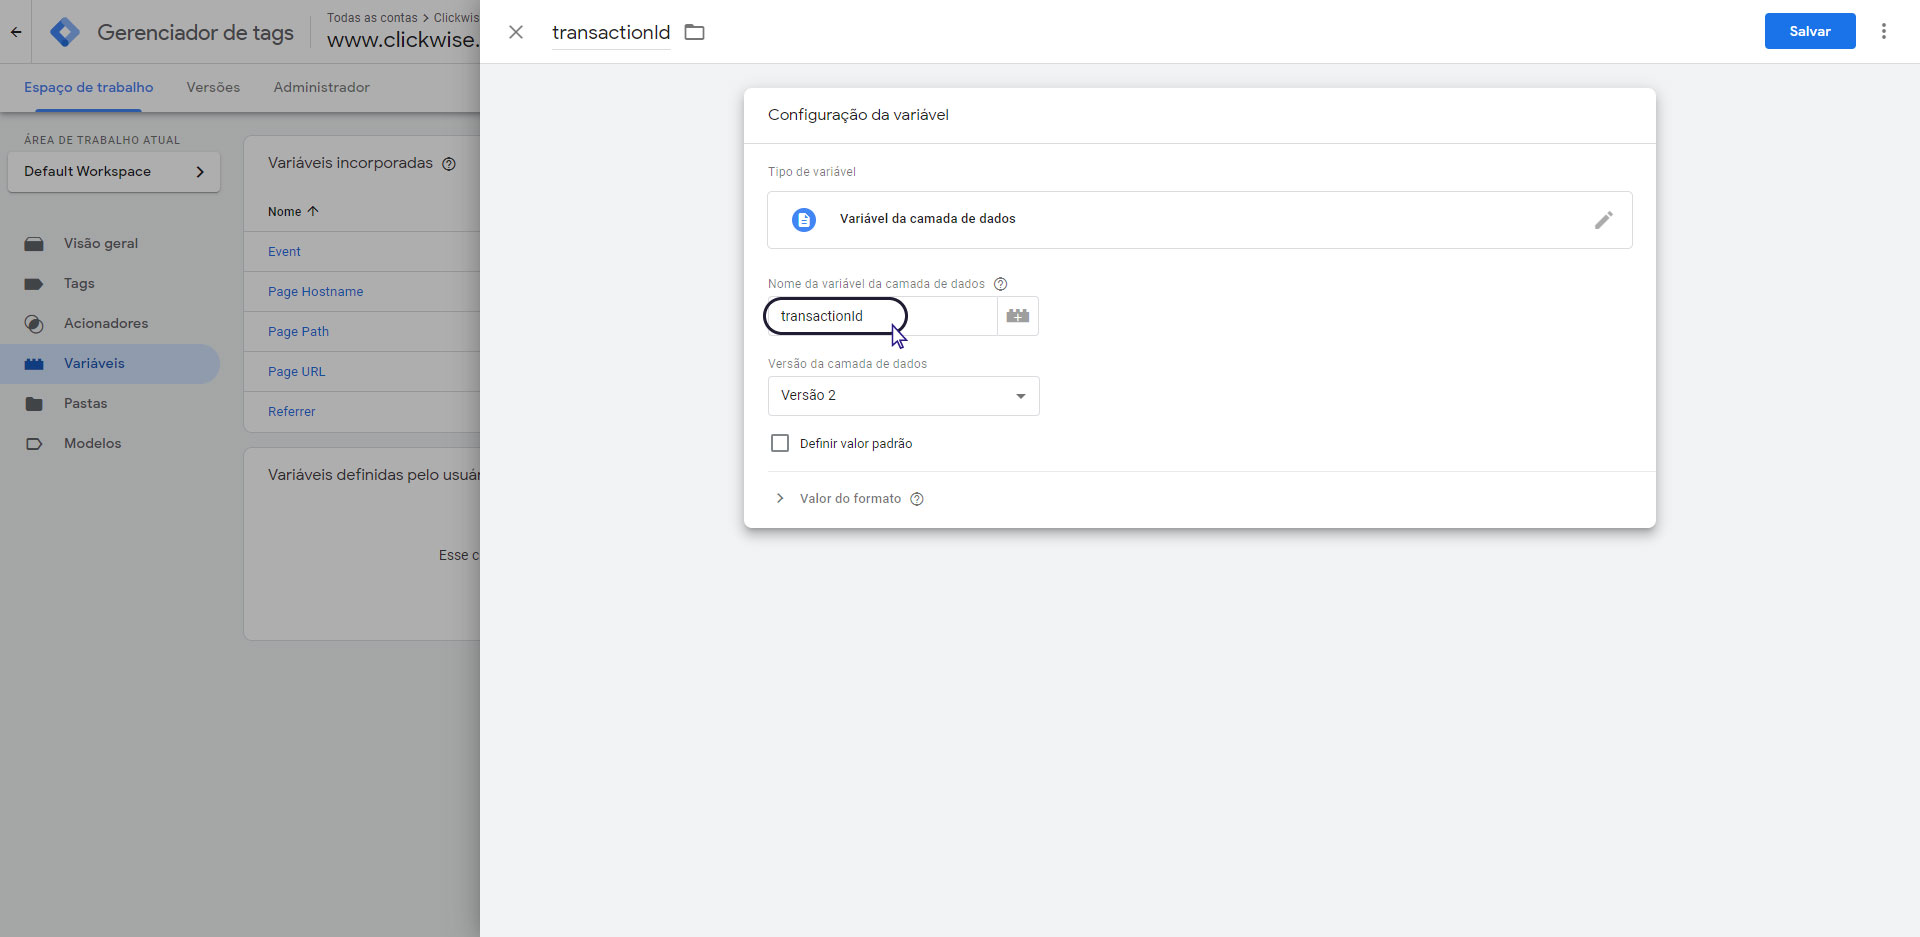 Gerenciador de tags
Todas as contas > Clickwis
www.clickwise.
transactionId
Salvar
Espaço de trabalho
Versões
Administrador
ÁREA DE TRABALHO ATUAL
Default Workspace
Visão geral
Tags
Acionadores
Variáveis
Pastas
Modelos
Variáveis incorporadas
Nome
Event
Page Hostname
Page Path
Page URL
Referrer
Variáveis definidas pelo usuár
Esse c
Configuração da variável
Tipo de variável
Variável da camada de dados
Nome da variável da camada de dados
transactionId
Versão da camada de dados
Versão 2
Definir valor padrão
Valor do formato